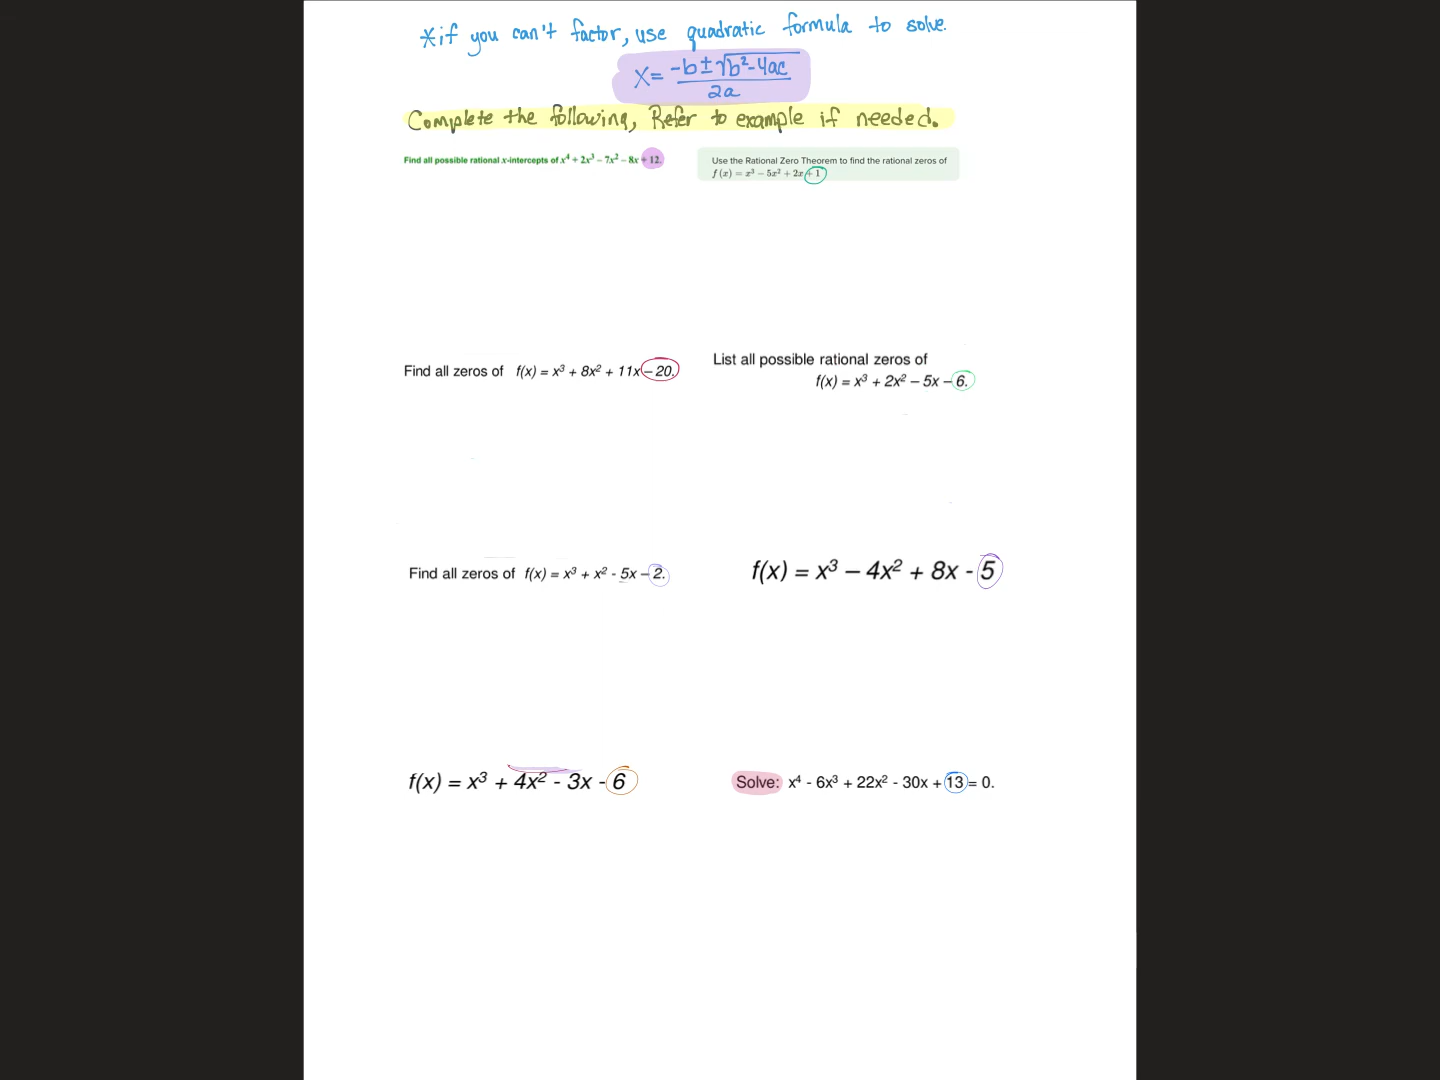 *if you can't factor, use quadratic formula to solve.
x = (-b ± √(b² - 4ac)) / 2a
Complete the following, Refer to example if needed.
Find all possible rational x-intercepts of x⁴ + 2x³ – 7x² – 8x + 12.
Use the Rational Zero Theorem to find the rational zeros of
f (x) = x³ – 5x² + 2x + 1
Find all zeros of f(x) = x³ + 8x² + 11x – 20.
List all possible rational zeros of
f(x) = x³ + 2x² – 5x – 6.
Find all zeros of f(x) = x³ + x² - 5x – 2.
f(x) = x³ – 4x² + 8x - 5
f(x) = x³ + 4x² - 3x - 6
Solve: x⁴ - 6x³ + 22x² - 30x + 13 = 0.